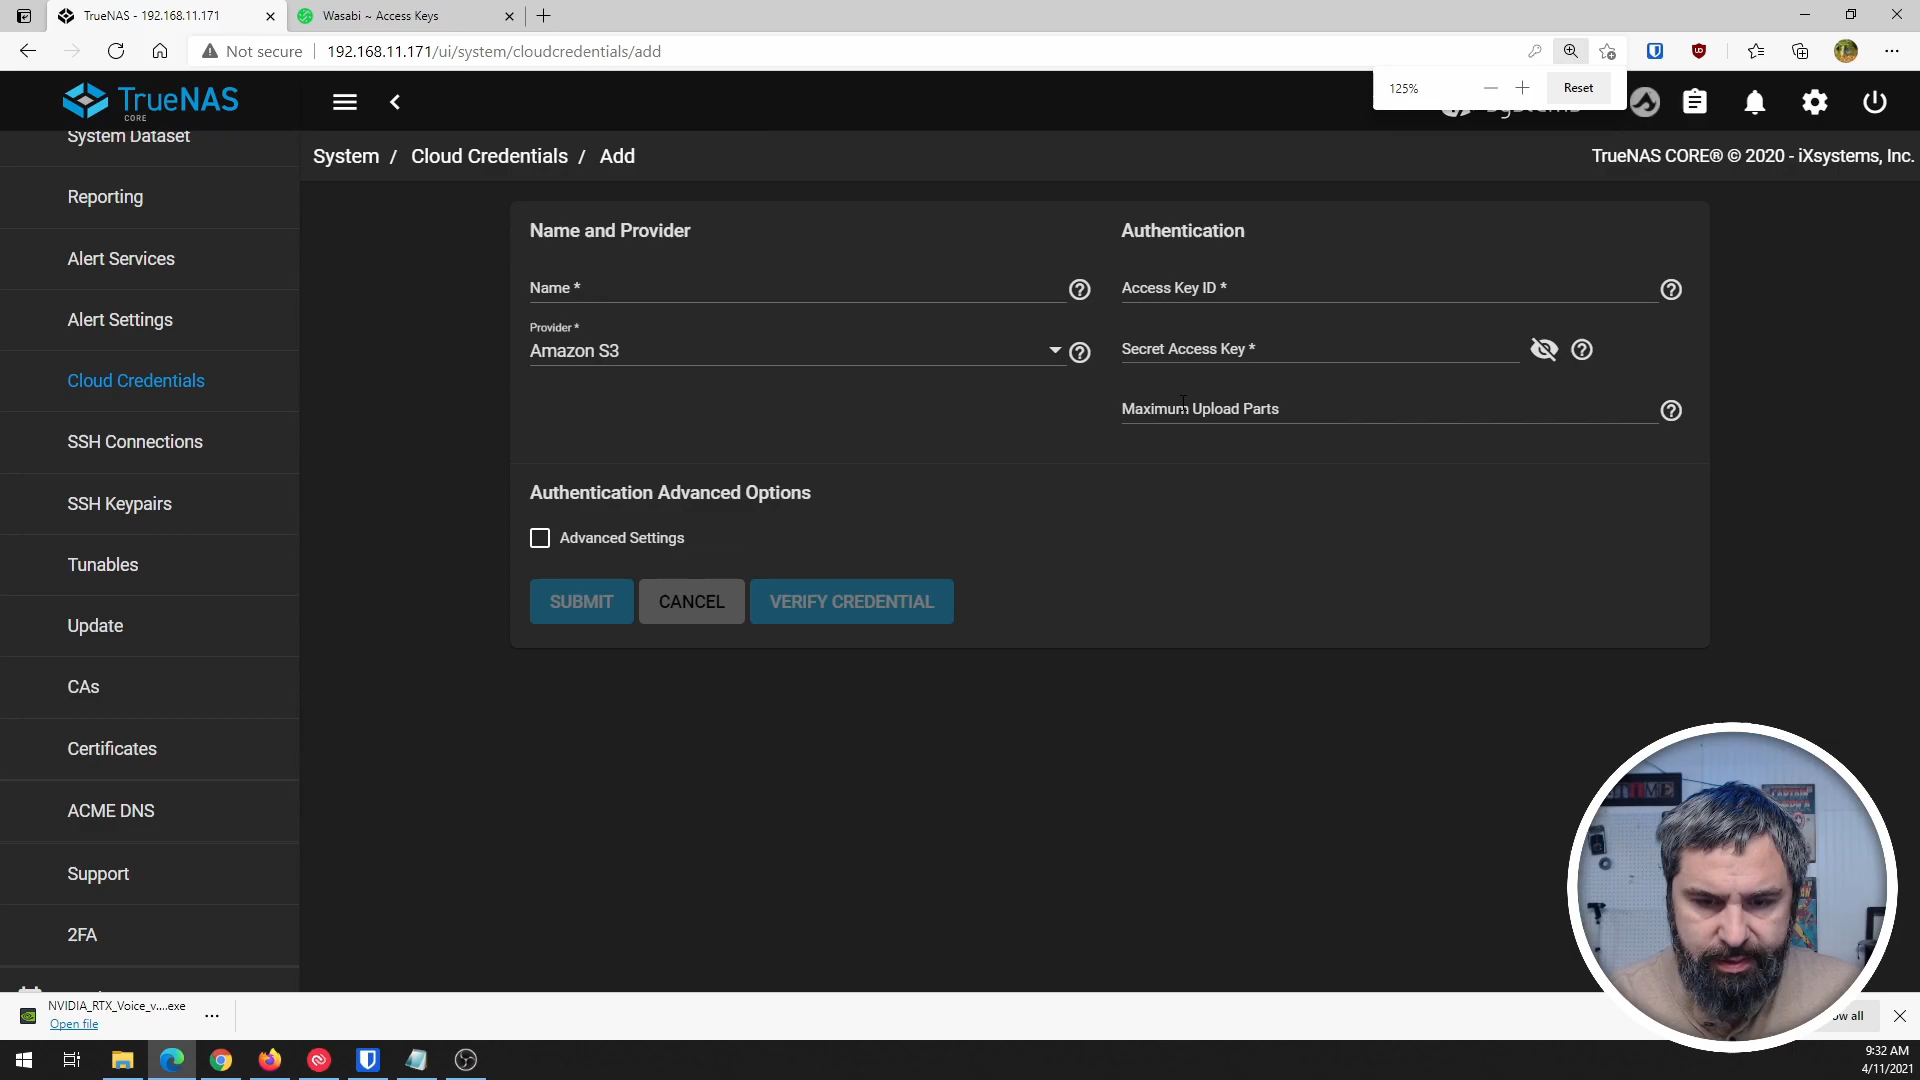 TrueNAS - 192.168.11.171
Wasabi ~ Access Keys
Not secure
192.168.11.171/ui/system/cloudcredentials/add
125%
Reset
TrueNAS
CORE
System / Cloud Credentials / Add
TrueNAS CORE® © 2020 - iXsystems, Inc.
System Dataset
Reporting
Alert Services
Alert Settings
Cloud Credentials
SSH Connections
SSH Keypairs
Tunables
Update
CAs
Certificates
ACME DNS
Support
2FA
Name and Provider
Name *
Provider *
Amazon S3
Authentication
Access Key ID *
Secret Access Key *
Maximum Upload Parts
Authentication Advanced Options
Advanced Settings
SUBMIT
CANCEL
VERIFY CREDENTIAL
NVIDIA_RTX_Voice_v....exe
Open file
all
9:32 AM
4/11/2021